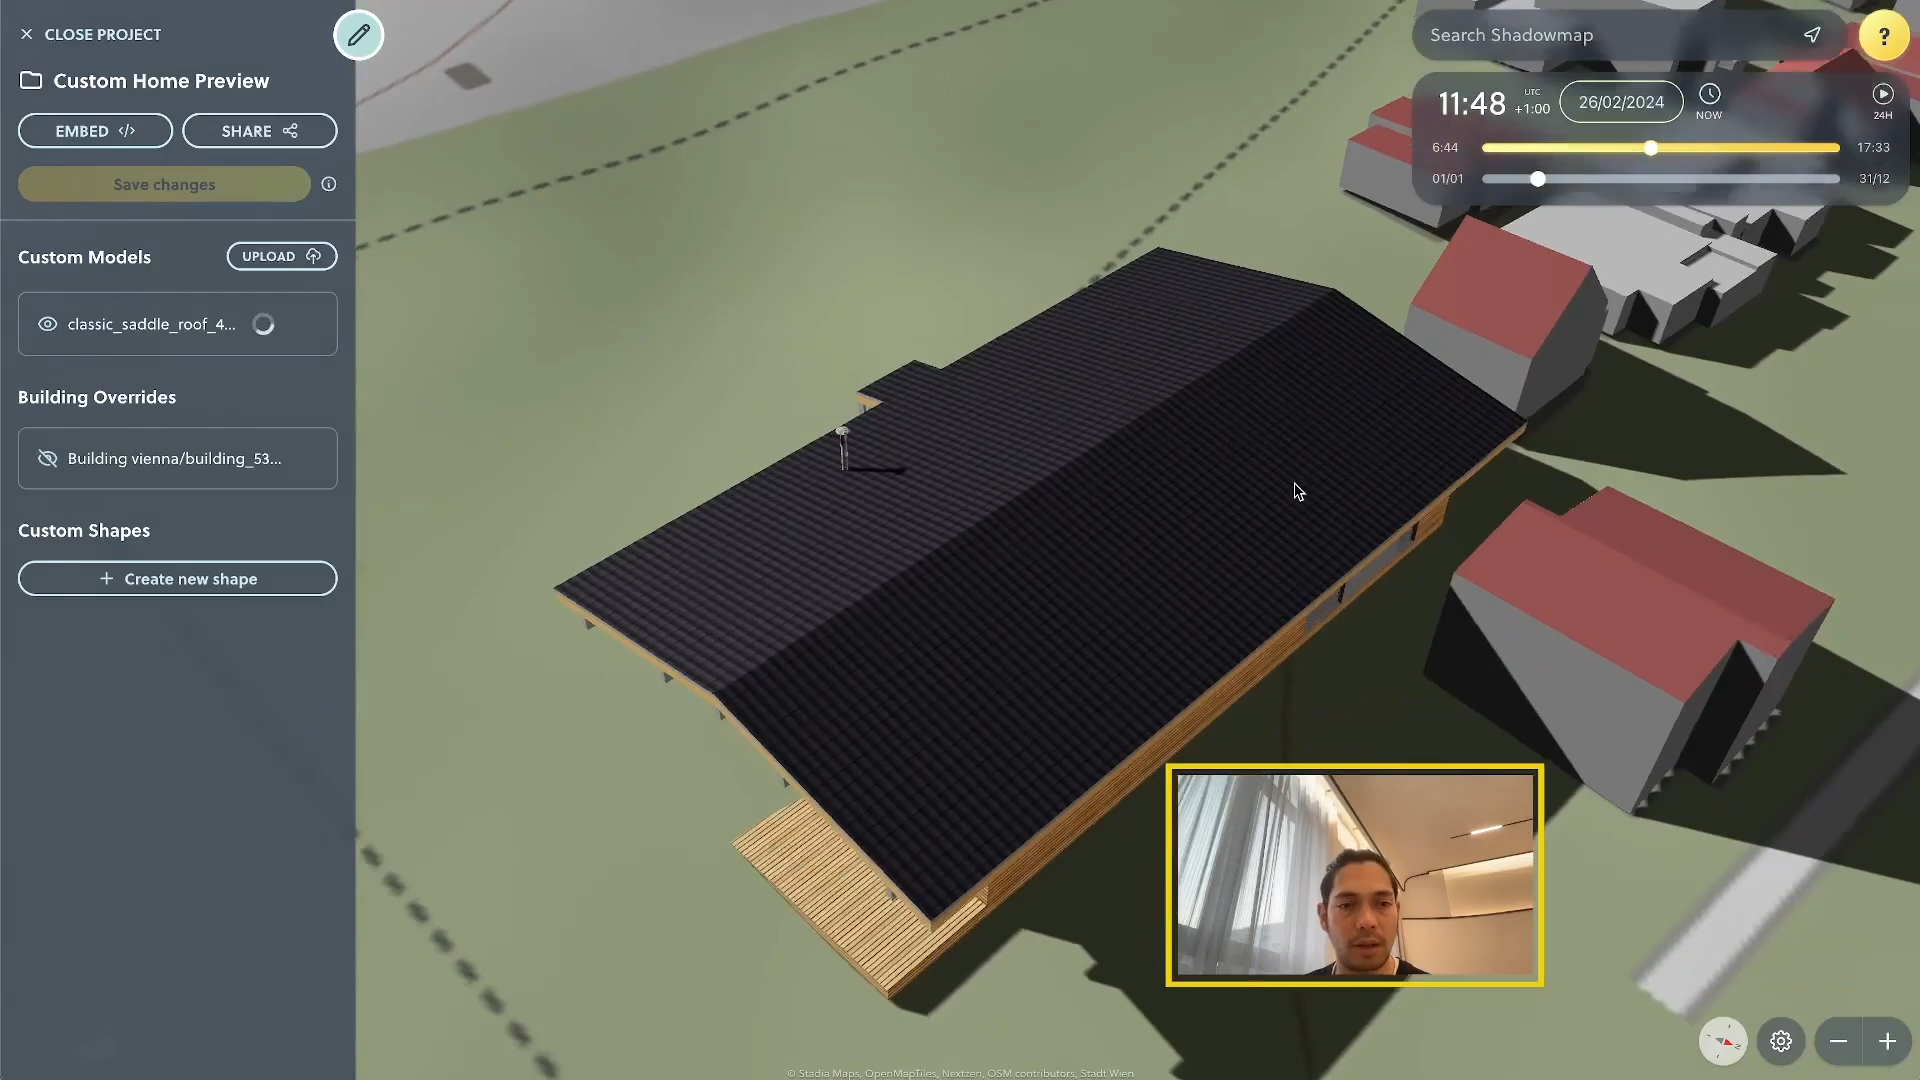 CLOSE PROJECT
Custom Home Preview
EMBED </>
SHARE
Save changes
Custom Models
UPLOAD
classic_saddle_roof_4...
Building Overrides
Building vienna/building_53...
Custom Shapes
+ Create new shape
Search Shadowmap
?
11:48
UTC
+1:00
26/02/2024
NOW
24H
6:44
17:33
01/01
31/12
© Stadia Maps, OpenMapTiles, Nextzen, OSM contributors, Stadt Wien